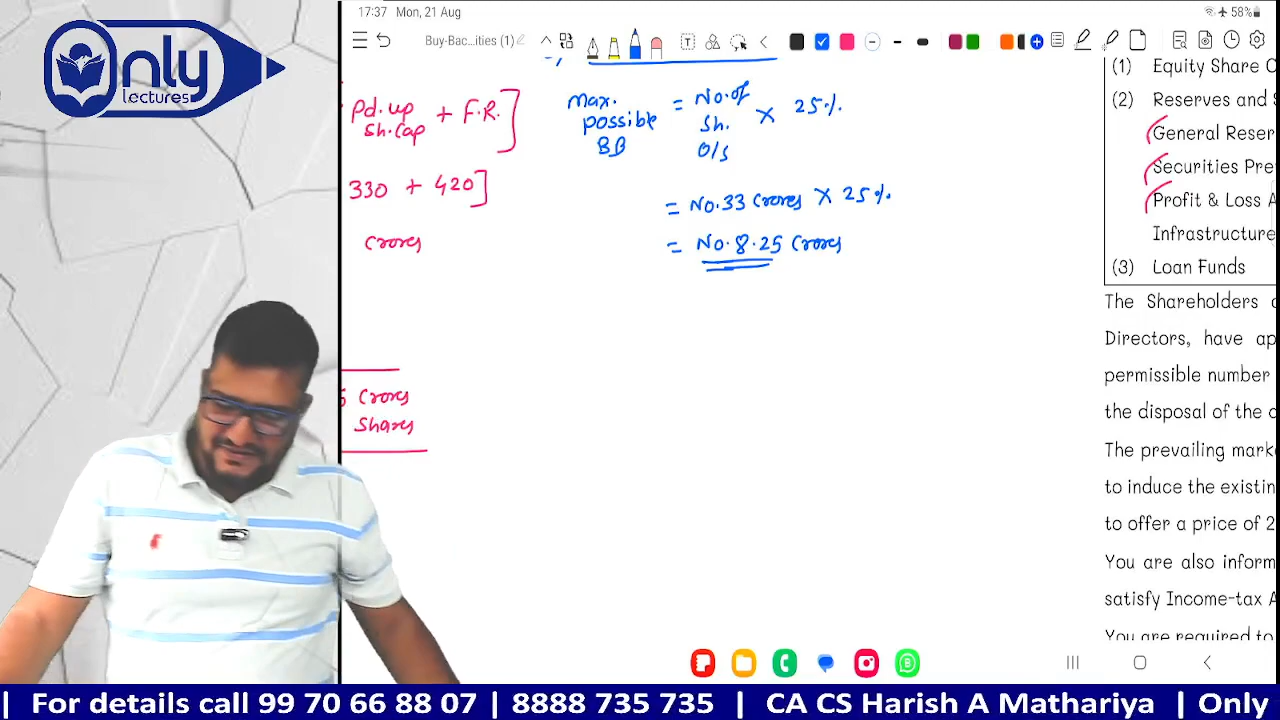 17:37 Mon, 21 Aug
58%
Only
lectures
Buy-Bac...ities (1)
Pd.up + F.R.
Sh.cap
330 + 420
Crores
Crores
Shares
Max. = No. of × 25%
possible Sh.
BB O/S
= No.33 Crores × 25%
= No. 8.25 Crores
(1) Equity Share C
(2) Reserves and S
General Reser
Securities Pre
Profit & Loss A
Infrastructure
(3) Loan Funds
The Shareholders
Directors, have ap
permissible number
the disposal of the c
The prevailing mark
to induce the existin
to offer a price of 2
You are also inform
satisfy Income-tax A
You are required to
| For details call 99 70 66 88 07 | 8888 735 735 | CA CS Harish A Mathariya | Only